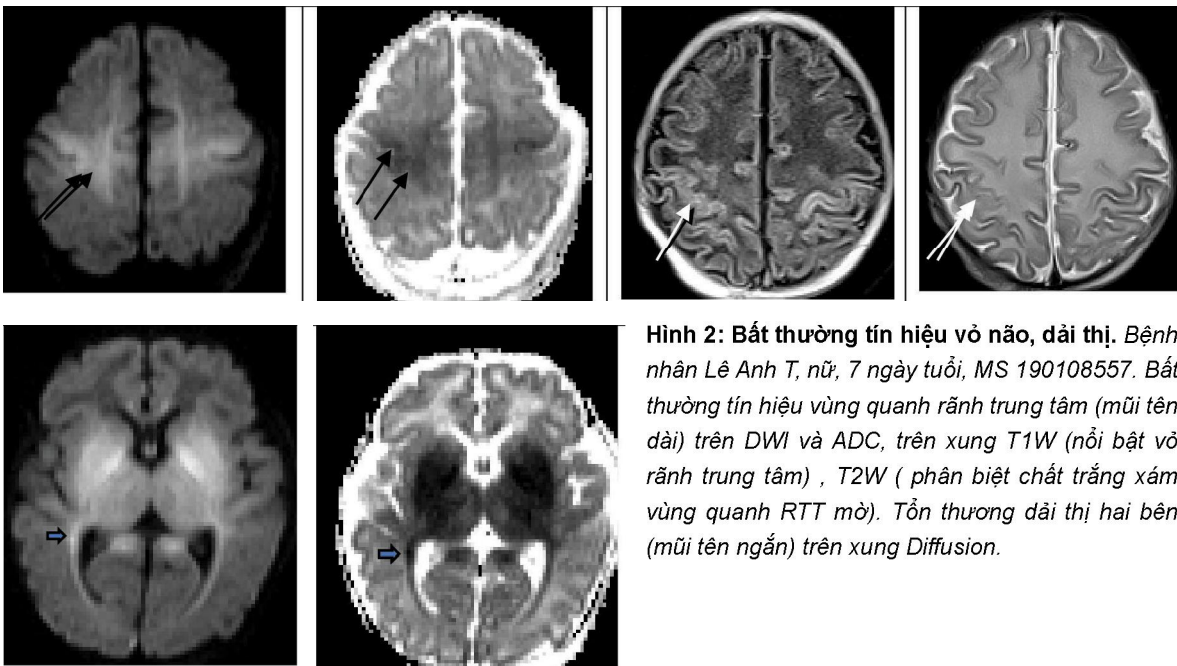 Hình 2: Bất thường tín hiệu vỏ não, dải thị. Bệnh
nhân Lê Anh T, nữ, 7 ngày tuổi, MS 190108557. Bất
thường tín hiệu vùng quanh rãnh trung tâm (mũi tên
dài) trên DWI và ADC, trên xung T1W (nổi bật vỏ
rãnh trung tâm) , T2W ( phân biệt chất trắng xám
vùng quanh RTT mờ). Tổn thương dải thị hai bên
(mũi tên ngắn) trên xung Diffusion.